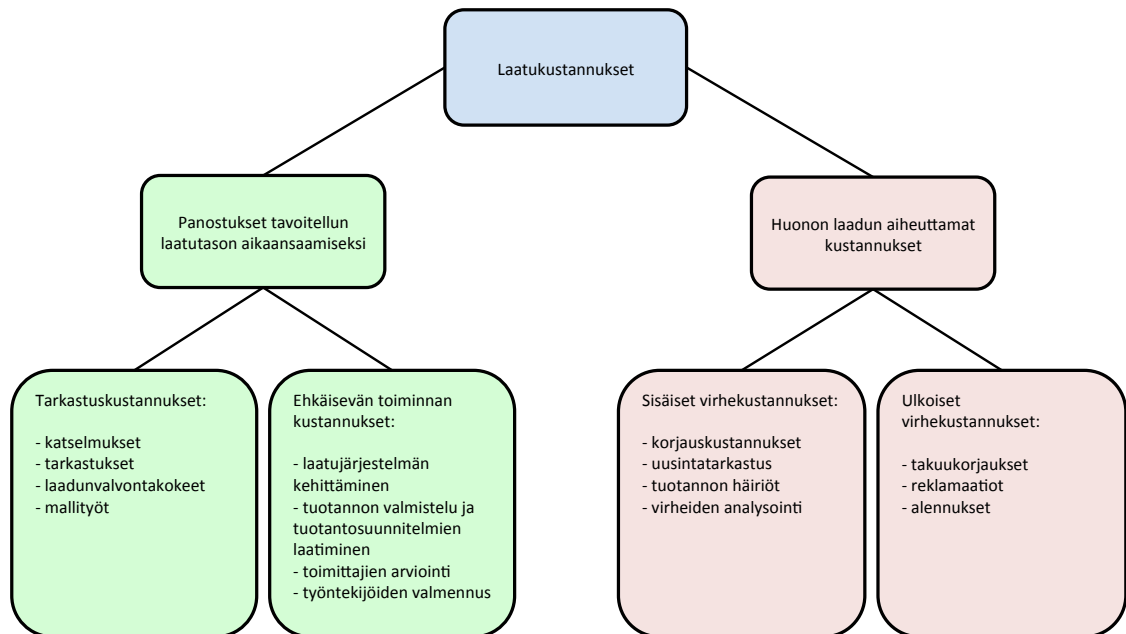 Laatukustannukset
Panostukset tavoitellun
laatutason aikaansaamiseksi
Huonon laadun aiheuttamat
kustannukset
Tarkastuskustannukset:
- katselmukset
- tarkastukset
- laadunvalvontakokeet
- mallityöt
Ehkäisevän toiminnan
kustannukset:
- laatujärjestelmän
kehittäminen
- tuotannon valmistelu ja
tuotantosuunnitelmien
laatiminen
- toimittajien arviointi
- työntekijöiden valmennus
Sisäiset virhekustannukset:
- korjauskustannukset
- uusintatarkastus
- tuotannon häiriöt
- virheiden analysointi
Ulkoiset
virhekustannukset:
- takuukorjaukset
- reklamaatiot
- alennukset